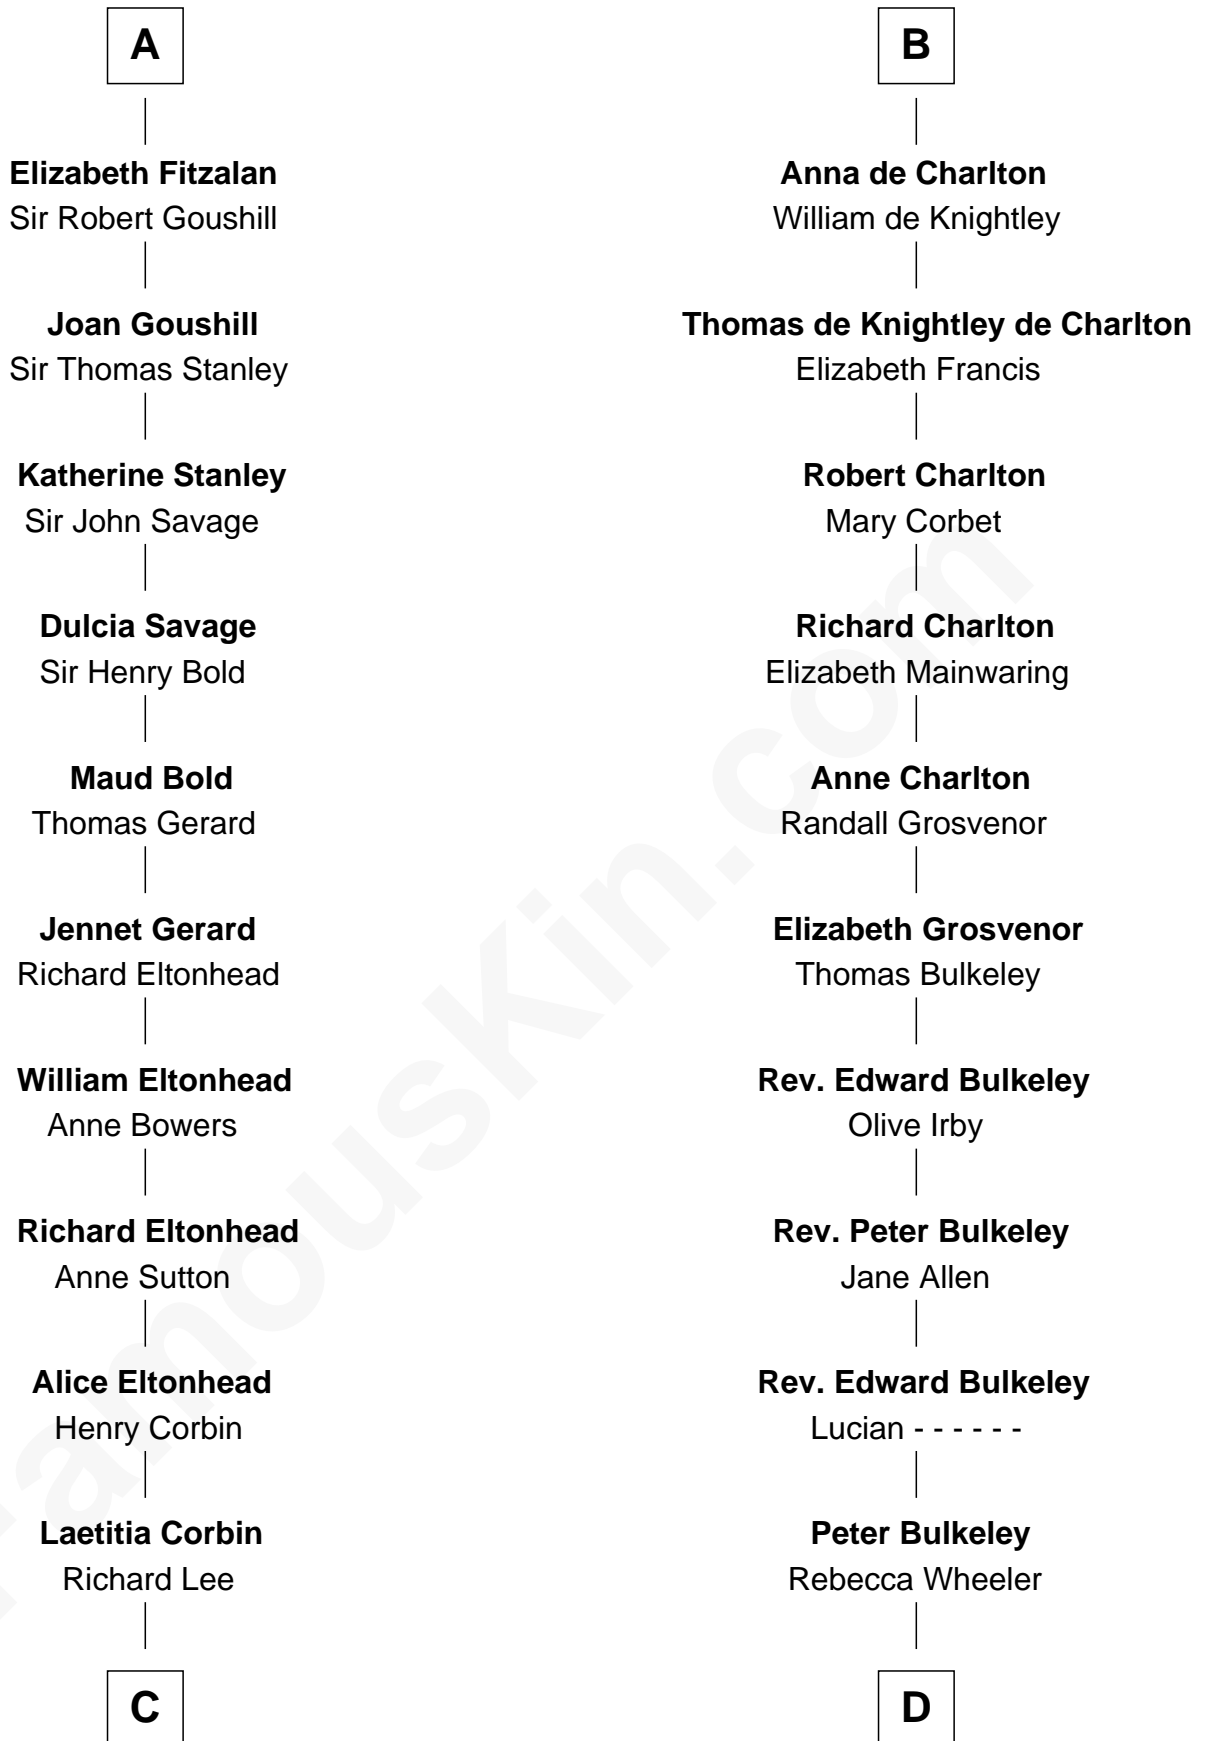 A
Elizabeth Fitzalan
Sir Robert Goushill
Joan Goushill
Sir Thomas Stanley
Katherine Stanley
Sir John Savage
Dulcia Savage
Sir Henry Bold
Maud Bold
Thomas Gerard
Jennet Gerard
Richard Eltonhead
William Eltonhead
Anne Bowers
Richard Eltonhead
Anne Sutton
Alice Eltonhead
Henry Corbin
Laetitia Corbin
Richard Lee
C
B
Anna de Charlton
William de Knightley
Thomas de Knightley de Charlton
Elizabeth Francis
Robert Charlton
Mary Corbet
Richard Charlton
Elizabeth Mainwaring
Anne Charlton
Randall Grosvenor
Elizabeth Grosvenor
Thomas Bulkeley
Rev. Edward Bulkeley
Olive Irby
Rev. Peter Bulkeley
Jane Allen
Rev. Edward Bulkeley
Lucian - - - - - -
Peter Bulkeley
Rebecca Wheeler
D
FamousKin.com